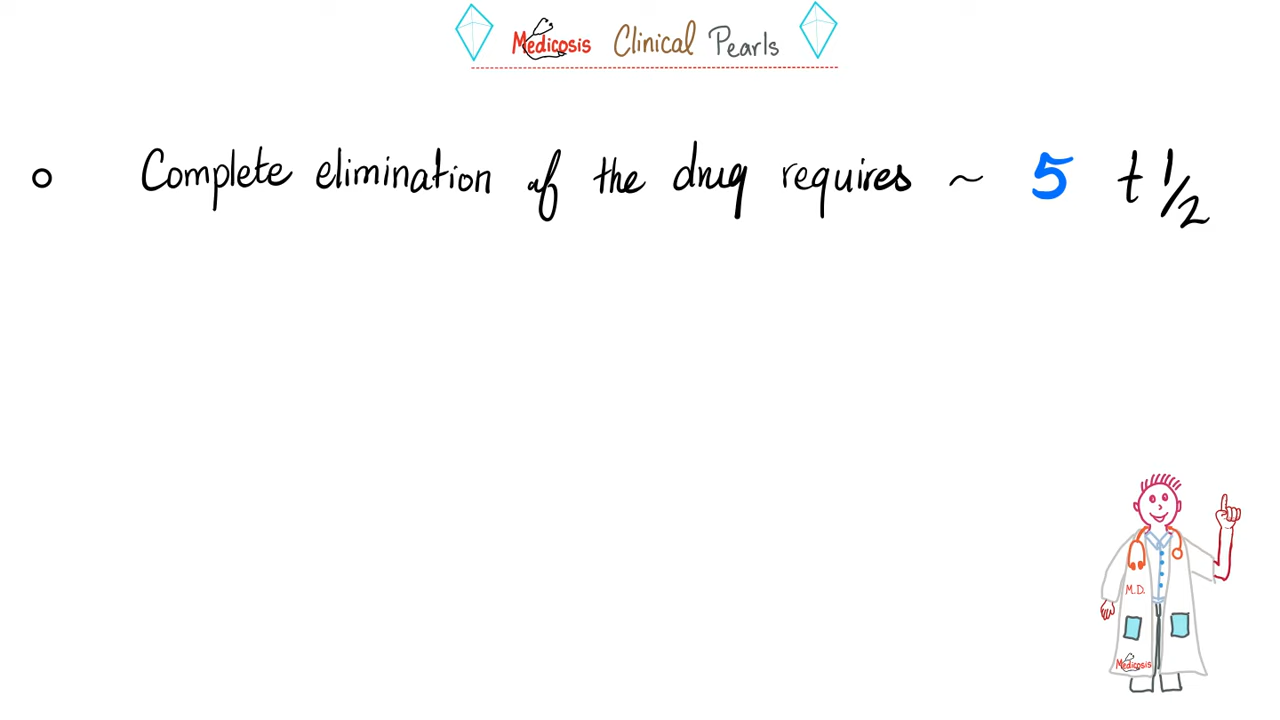 Medicosis Clinical Pearls
o Complete elimination of the drug requires ~ 5 t 1/2
M.D.
Medicosis